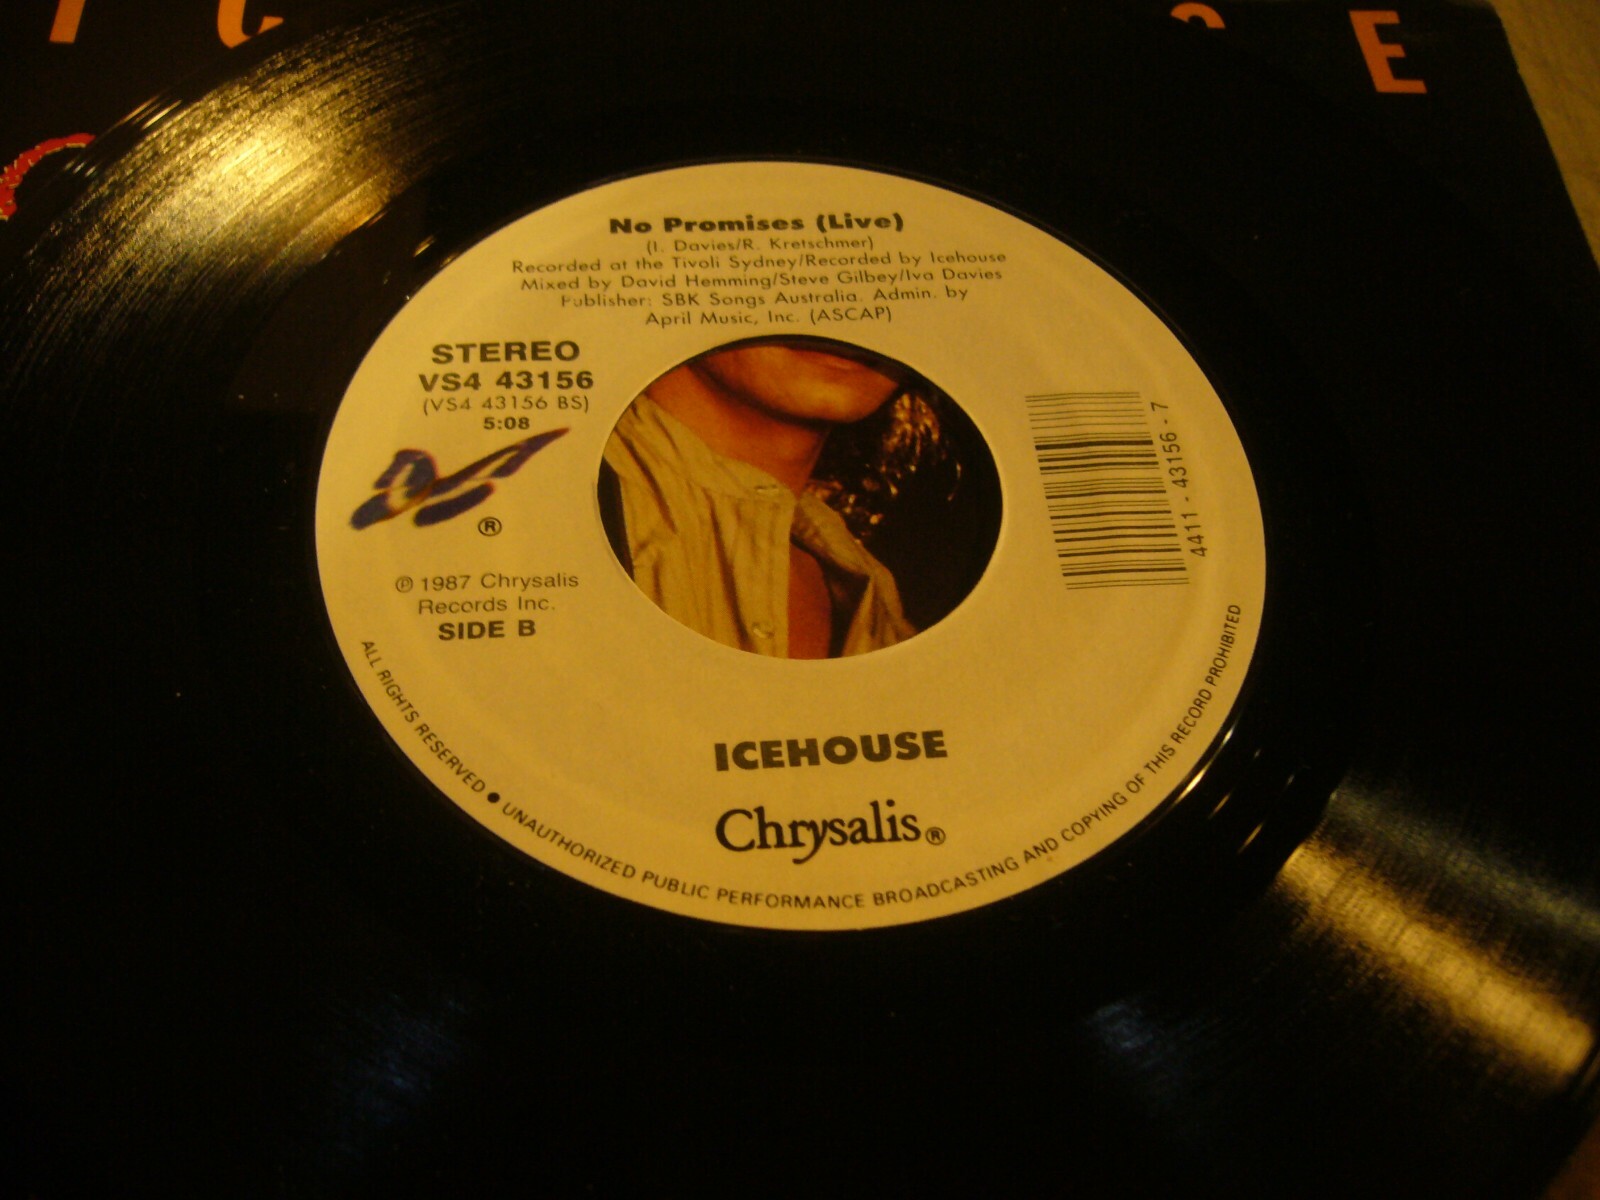 E
No Promises (Live)
(I. Davies/R. Kretschmer)
Recorded at the Tivoli Sydney/Recorded by Icehouse
Mixed by David Hemming/Steve Gilbey/Iva Davies
Publisher: SBK Songs Australia. Admin. by
April Music, Inc. (ASCAP)
STEREO
VS4 43156
(VS4 43156 BS)
5:08
®
℗ 1987 Chrysalis
Records Inc.
SIDE B
4411 - 43156 - 7
ICEHOUSE
Chrysalis®
ALL RIGHTS RESERVED ● UNAUTHORIZED PUBLIC PERFORMANCE BROADCASTING AND COPYING OF THIS RECORD PROHIBITED